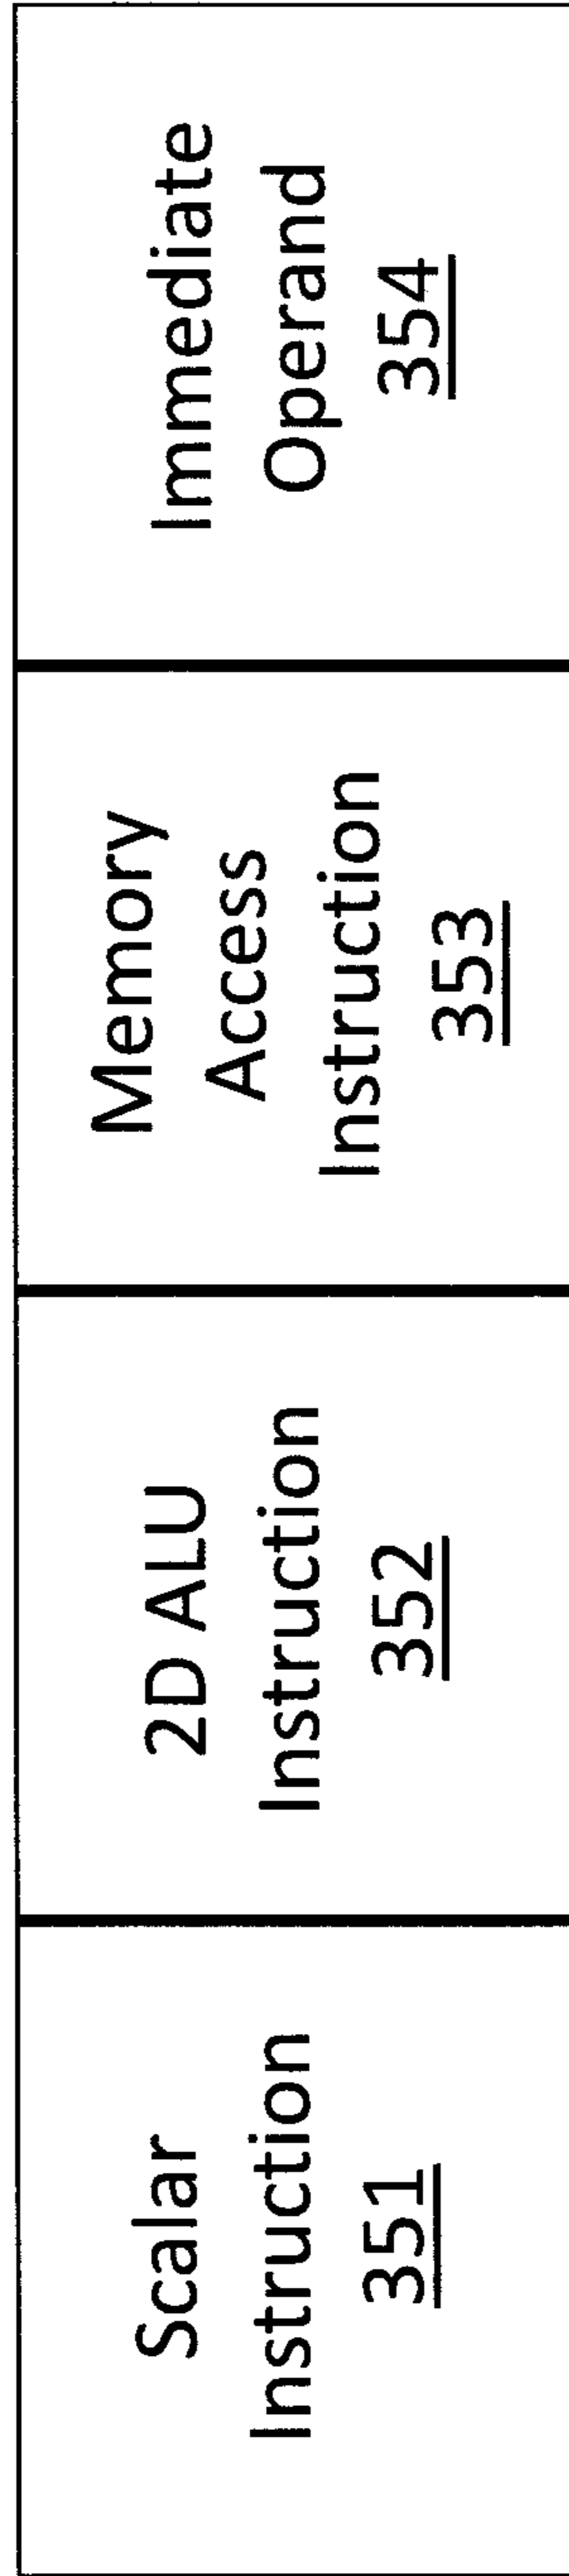 Scalar
Instruction
351
2D ALU
Instruction
352
Memory
Access
Instruction
353
Immediate
Operand
354